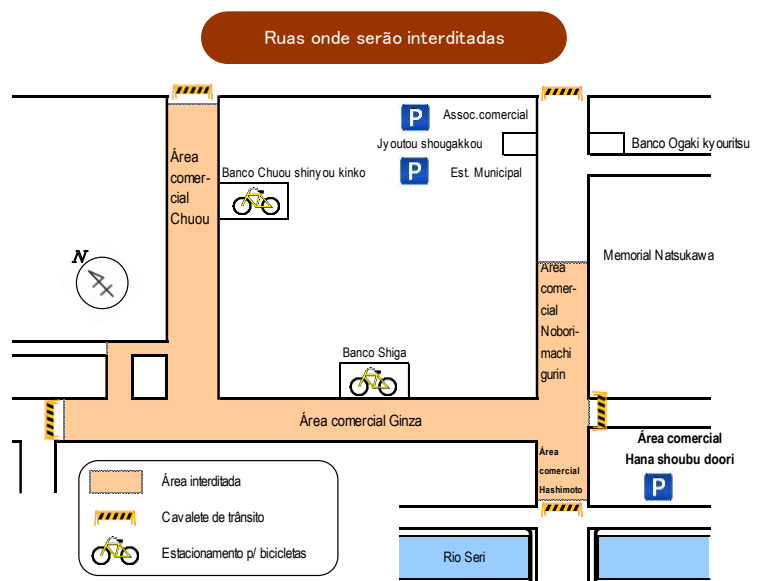 Ruas onde serão interditadas
P
Assoc.comercial
Jyoutou shougakkou
Banco Ogaki kyouritsu
P
Est. Municipal
Área
comer-
cial
Chuou
Banco Chuou shinyou kinko
N
Memorial Natsukawa
Área
comer-
cial
Nobori-
machi
gurin
Banco Shiga
Área comercial Ginza
Área comercial
Hana shoubu doori
P
Área
comercial
Hashimoto
Área interditada
Cavalete de trânsito
Estacionamento p/ bicicletas
Rio Seri